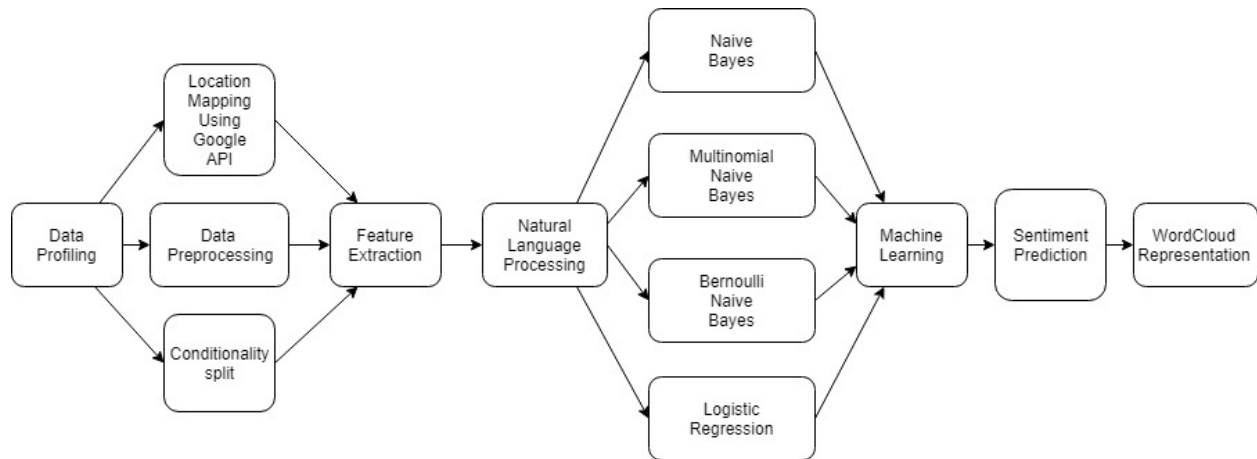 Data
Profiling
Location
Mapping
Using
Google
API
Data
Preprocessing
Conditionality
split
Feature
Extraction
Natural
Language
Processing
Naive
Bayes
Multinomial
Naive
Bayes
Bernoulli
Naive
Bayes
Logistic
Regression
Machine
Learning
Sentiment
Prediction
WordCloud
Representation